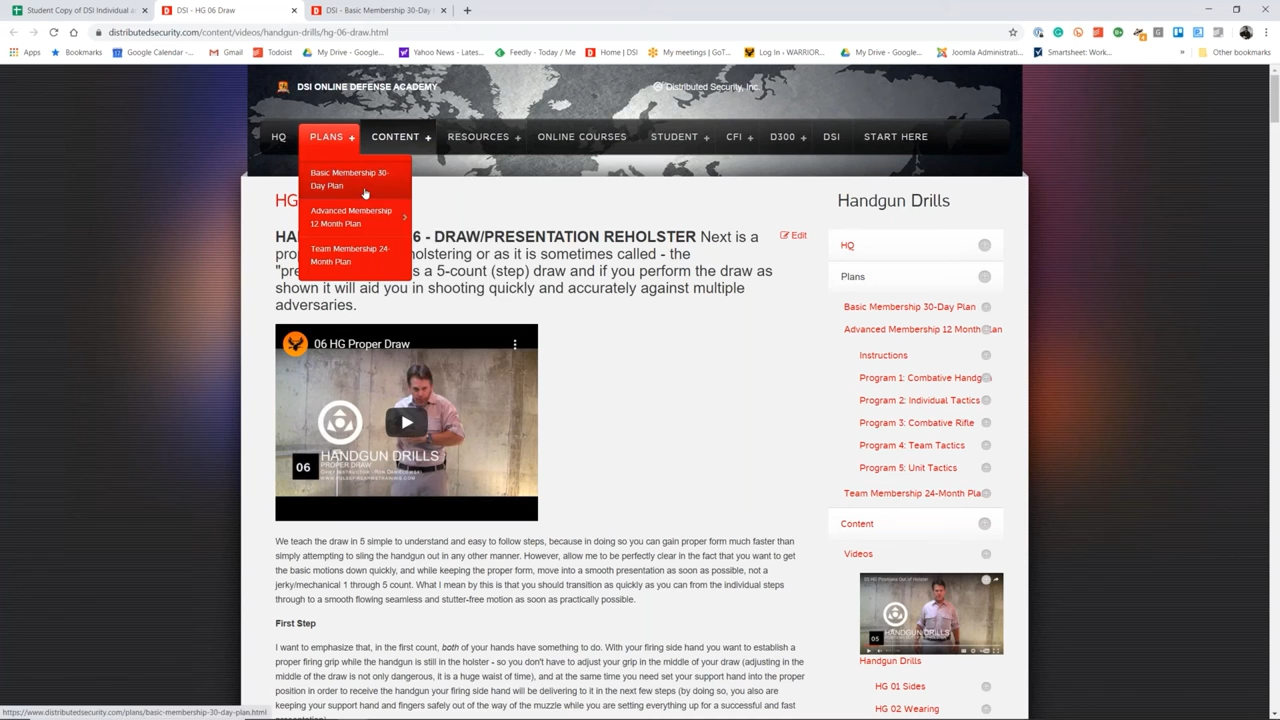 Student Copy of DSI Individual a
DSI - HG 06 Draw
DSI - Basic Membership 30-Day
distributedsecurity.com/content/videos/handgun-drills/hg-06-draw.html
Apps
Bookmarks
Google Calendar -...
Gmail
Todoist
My Drive - Google...
Yahoo News - Lates...
Feedly - Today / Me
Home | DSI
My meetings | GoT...
Log In - WARRIOR...
My Drive - Google...
Joomla Administrati...
Smartsheet: Work...
Other bookmarks
DSI ONLINE DEFENSE ACADEMY
Distributed Security, Inc.
HQ
PLANS +
CONTENT +
RESOURCES +
ONLINE COURSES
STUDENT +
CFI +
D300 +
DSI
START HERE
Basic Membership 30-
Day Plan
Advanced Membership
12 Month Plan
Team Membership 24-
Month Plan
HG
HA 6 - DRAW/PRESENTATION REHOLSTER Next is a
prop olstering or as it is sometimes called - the
"pre s a 5-count (step) draw and if you perform the draw as
shown it will aid you in shooting quickly and accurately against multiple
adversaries.
Edit
06 HG Proper Draw
06
HANDGUN DRILLS
PROPER DRAW
We teach the draw in 5 simple to understand and easy to follow steps, because in doing so you can gain proper form much faster than
simply attempting to sling the handgun out in any other manner. However, allow me to be perfectly clear in the fact that you want to get
the basic motions down quickly, and while keeping the proper form, move into a smooth presentation as soon as possible, not a
jerky/mechanical 1 through 5 count. What I mean by this is that you should transition as quickly as you can from the individual steps
through to a smooth flowing seamless and stutter-free motion as soon as practically possible.
First Step
I want to emphasize that, in the first count, both of your hands have something to do. With your firing side hand you want to establish a
proper firing grip while the handgun is still in the holster - so you don't have to adjust your grip in the middle of your draw (adjusting in the
middle of the draw is not only dangerous, it is a huge waste of time), and at the same time you need set your support hand into the proper
position in order to receive the handgun your firing side hand will be delivering to it in the next few steps (by doing so, you also are
keeping your support hand and fingers safely out of the way of the muzzle while you are setting everything up for a successful and fast
presentation)
Handgun Drills
HQ
Plans
Basic Membership 30-Day Plan
Advanced Membership 12 Month Plan
Instructions
Program 1: Combative Handg
Program 2: Individual Tactics
Program 3: Combative Rifle
Program 4: Team Tactics
Program 5: Unit Tactics
Team Membership 24-Month Pla
Content
Videos
05
HANDGUN DRILLS
Handgun Drills
HG 01 Sides
HG 02 Wearing
https://www.distributedsecurity.com/plans/basic-membership-30-day-plan.html